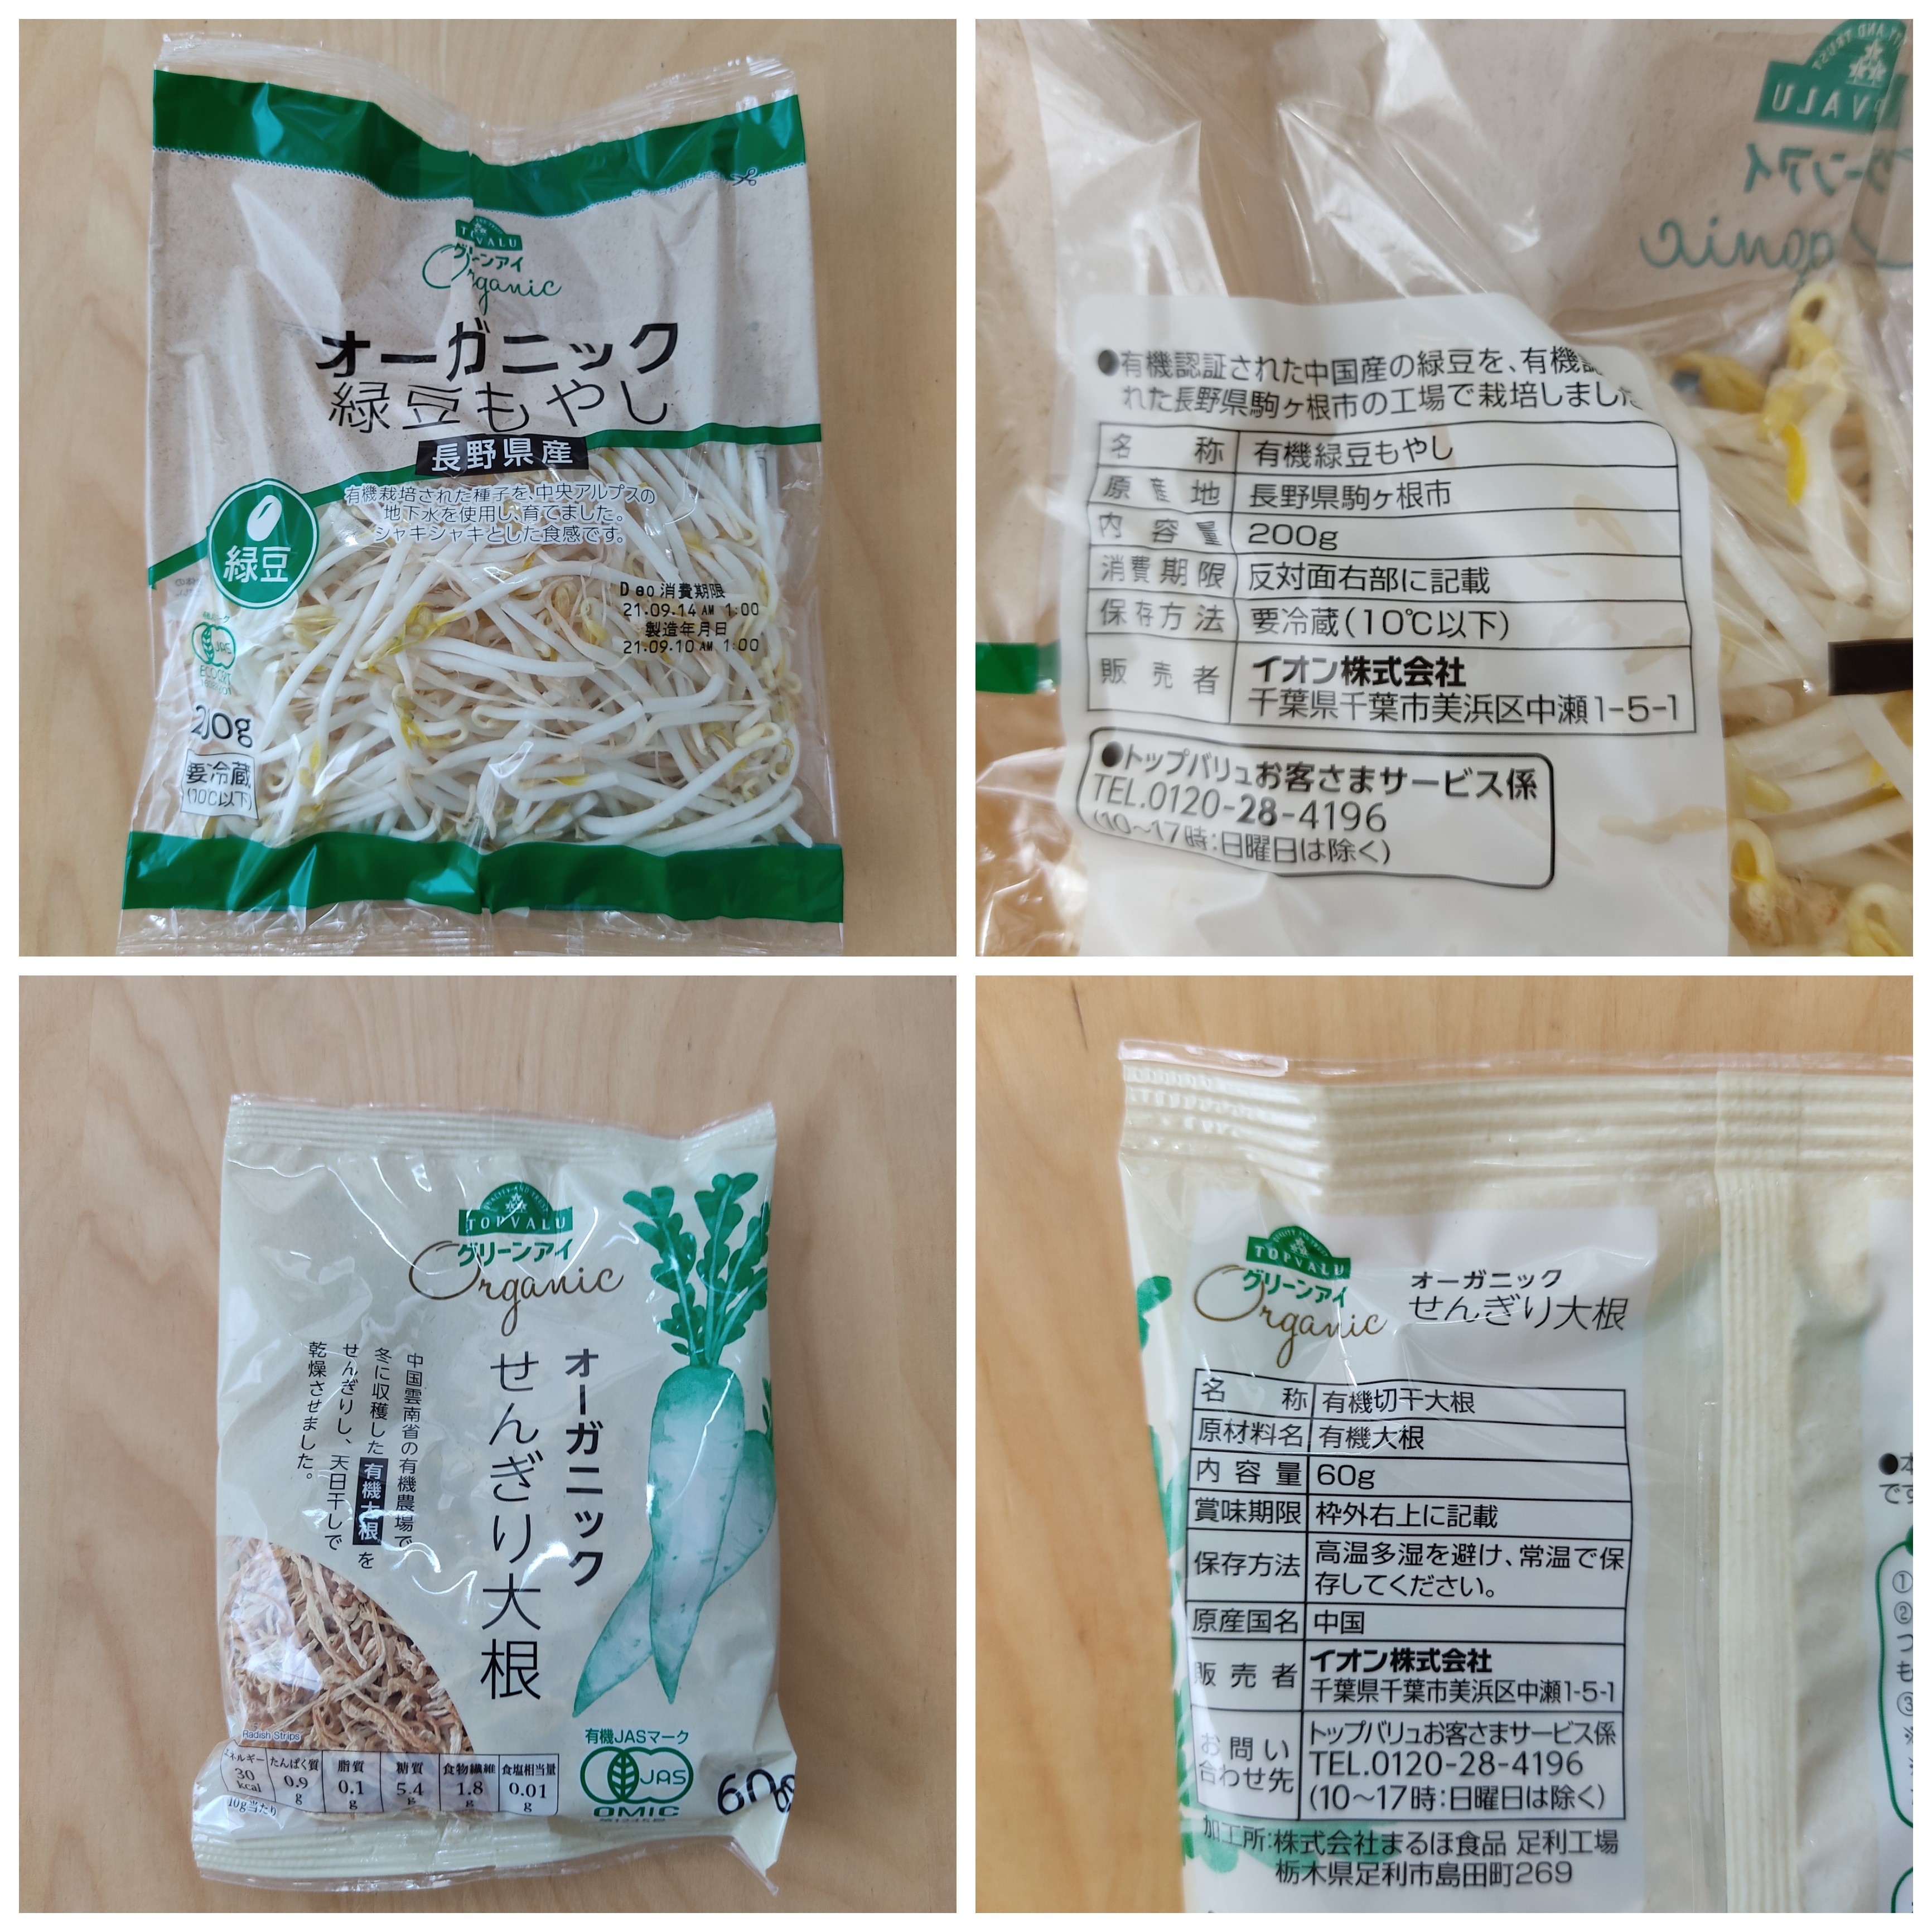 TOPVALU
グリーンアイ
Organic
オーガニック
緑豆もやし
長野県産
有機栽培された種子を、中央アルプスの
地下水を使用し、育てました。
シャキシャキとした食感です。
緑豆
D a o 消費期限
21.09.14 AM 1:00
製造年月日
21.09.10 AM 1:00
JAS
200g
要冷蔵
(10℃以下)
●有機認証された中国産の緑豆を、有機
れた長野県駒ヶ根市の工場で栽培しました
名称 有機緑豆もやし
原産地 長野県駒ヶ根市
内容量 200g
消費期限 反対面右部に記載
保存方法 要冷蔵(10℃以下)
販売者 イオン株式会社
千葉県千葉市美浜区中瀬1-5-1
●トップバリュお客さまサービス係
TEL.0120-28-4196
(10～17時:日曜日は除く)
TOPVALU
グリーンアイ
Organic
オーガニック
せんぎり大根
中国雲南省の有機農場で
冬に収穫した有機大根を
せんぎりし、天日干しで
乾燥させました。
Radish Strips
エネルギー 30 kcal
たんぱく質 0.9 g
脂質 0.1 g
糖質 5.4 g
食物繊維 1.8 g
食塩相当量 0.01 g
10g当たり
有機JASマーク
JAS
OMIC
60g
TOPVALU
グリーンアイ
Organic
オーガニック
せんぎり大根
名称 有機切干大根
原材料名 有機大根
内容量 60g
賞味期限 枠外右上に記載
保存方法 高温多湿を避け、常温で保
存してください。
原産国名 中国
販売者 イオン株式会社
千葉県千葉市美浜区中瀬1-5-1
お問い合わせ先 トップバリュお客さまサービス係
TEL.0120-28-4196
(10～17時:日曜日は除く)
加工所:株式会社まるほ食品 足利工場
栃木県足利市島田町269
●本
です
①
②
つ
も
③